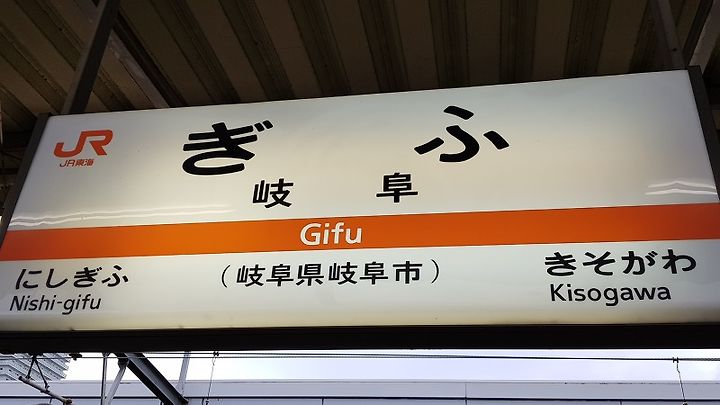 JR
JR東海
ぎふ
岐阜
Gifu
にしぎふ
Nishi-gifu
（岐阜県岐阜市）
きそがわ
Kisogawa